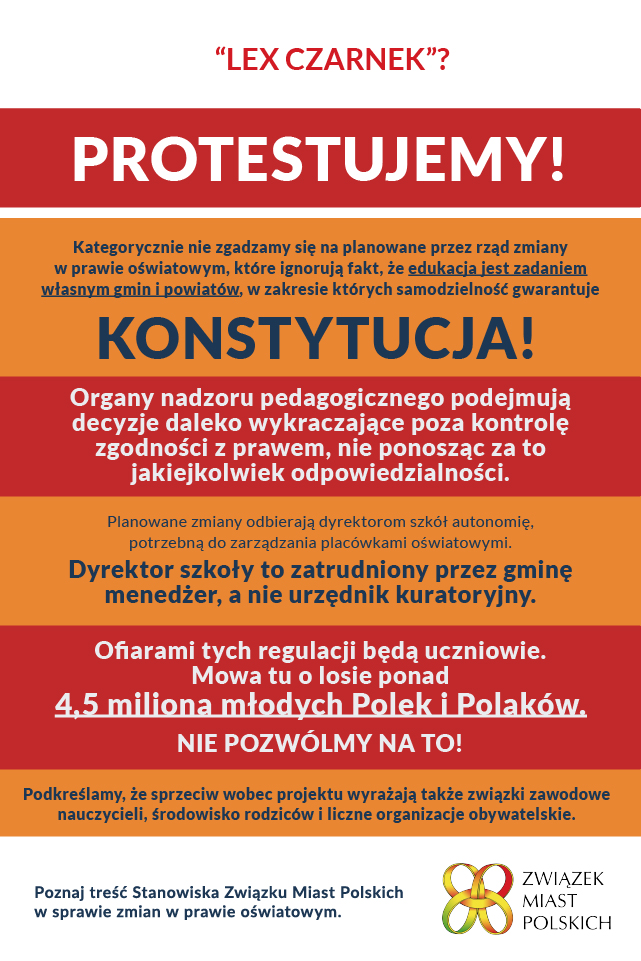 “LEX CZARNEK”?
PROTESTUJEMY!
Kategorycznie nie zgadzamy się na planowane przez rząd zmiany
w prawie oświatowym, które ignorują fakt, że edukacja jest zadaniem
własnym gmin i powiatów, w zakresie których samodzielność gwarantuje
KONSTYTUCJA!
Organy nadzoru pedagogicznego podejmują
decyzje daleko wykraczające poza kontrolę
zgodności z prawem, nie ponosząc za to
jakiejkolwiek odpowiedzialności.
Planowane zmiany odbierają dyrektorom szkół autonomię,
potrzebną do zarządzania placówkami oświatowymi.
Dyrektor szkoły to zatrudniony przez gminę
menedżer, a nie urzędnik kuratoryjny.
Ofiarami tych regulacji będą uczniowie.
Mowa tu o losie ponad
4,5 miliona młodych Polek i Polaków.
NIE POZWÓLMY NA TO!
Podkreślamy, że sprzeciw wobec projektu wyrażają także związki zawodowe
nauczycieli, środowisko rodziców i liczne organizacje obywatelskie.
Poznaj treść Stanowiska Związku Miast Polskich
w sprawie zmian w prawie oświatowym.
ZWIĄZEK
MIAST
POLSKICH